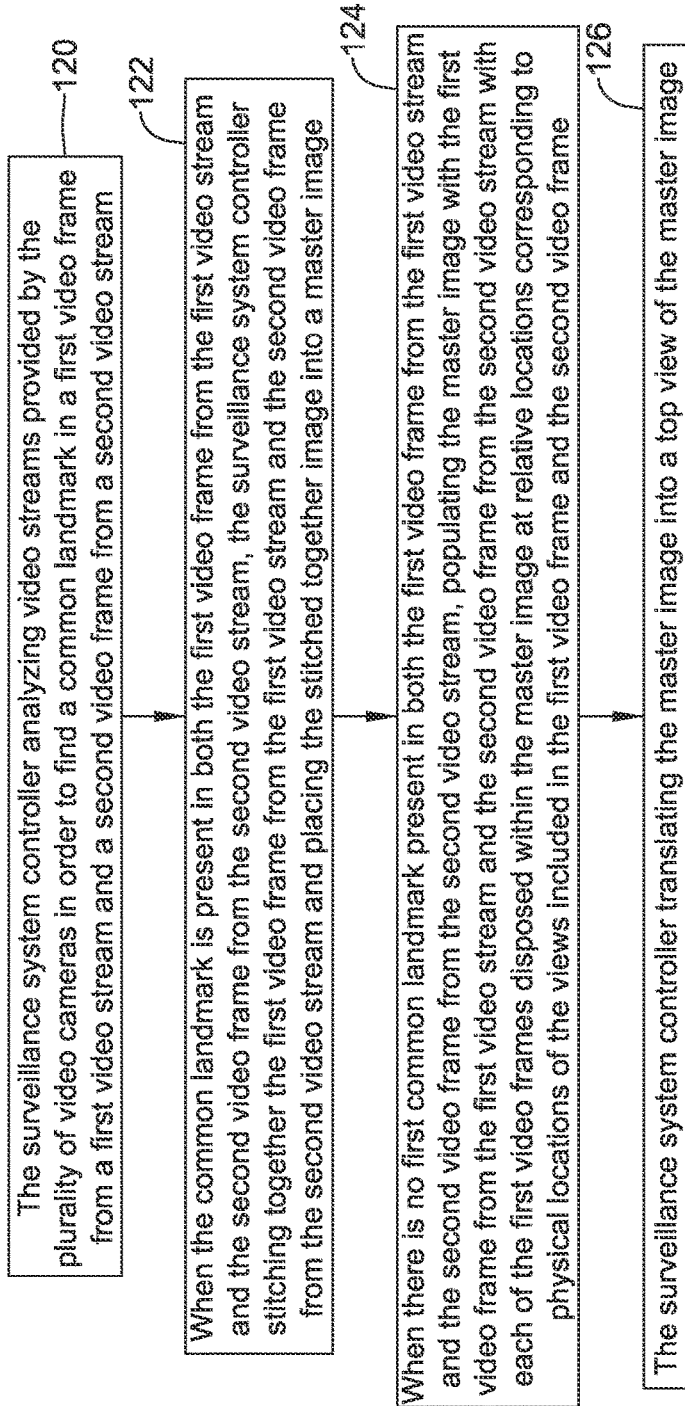 120
The surveillance system controller analyzing video streams provided by the
plurality of video cameras in order to find a common landmark in a first video frame
from a first video stream and a second video frame from a second video stream
122
When the common landmark is present in both the first video frame from the first video stream
and the second video frame from the second video stream, the surveillance system controller
stitching together the first video frame from the first video stream and the second video frame
from the second video stream and placing the stitched together image into a master image
124
When there is no first common landmark present in both the first video frame from the first video stream
and the second video frame from the second video stream, populating the master image with the first
video frame from the first video stream and the second video frame from the second video stream with
each of the first video frames disposed within the master image at relative locations corresponding to
physical locations of the views included in the first video frame and the second video frame
126
The surveillance system controller translating the master image into a top view of the master image